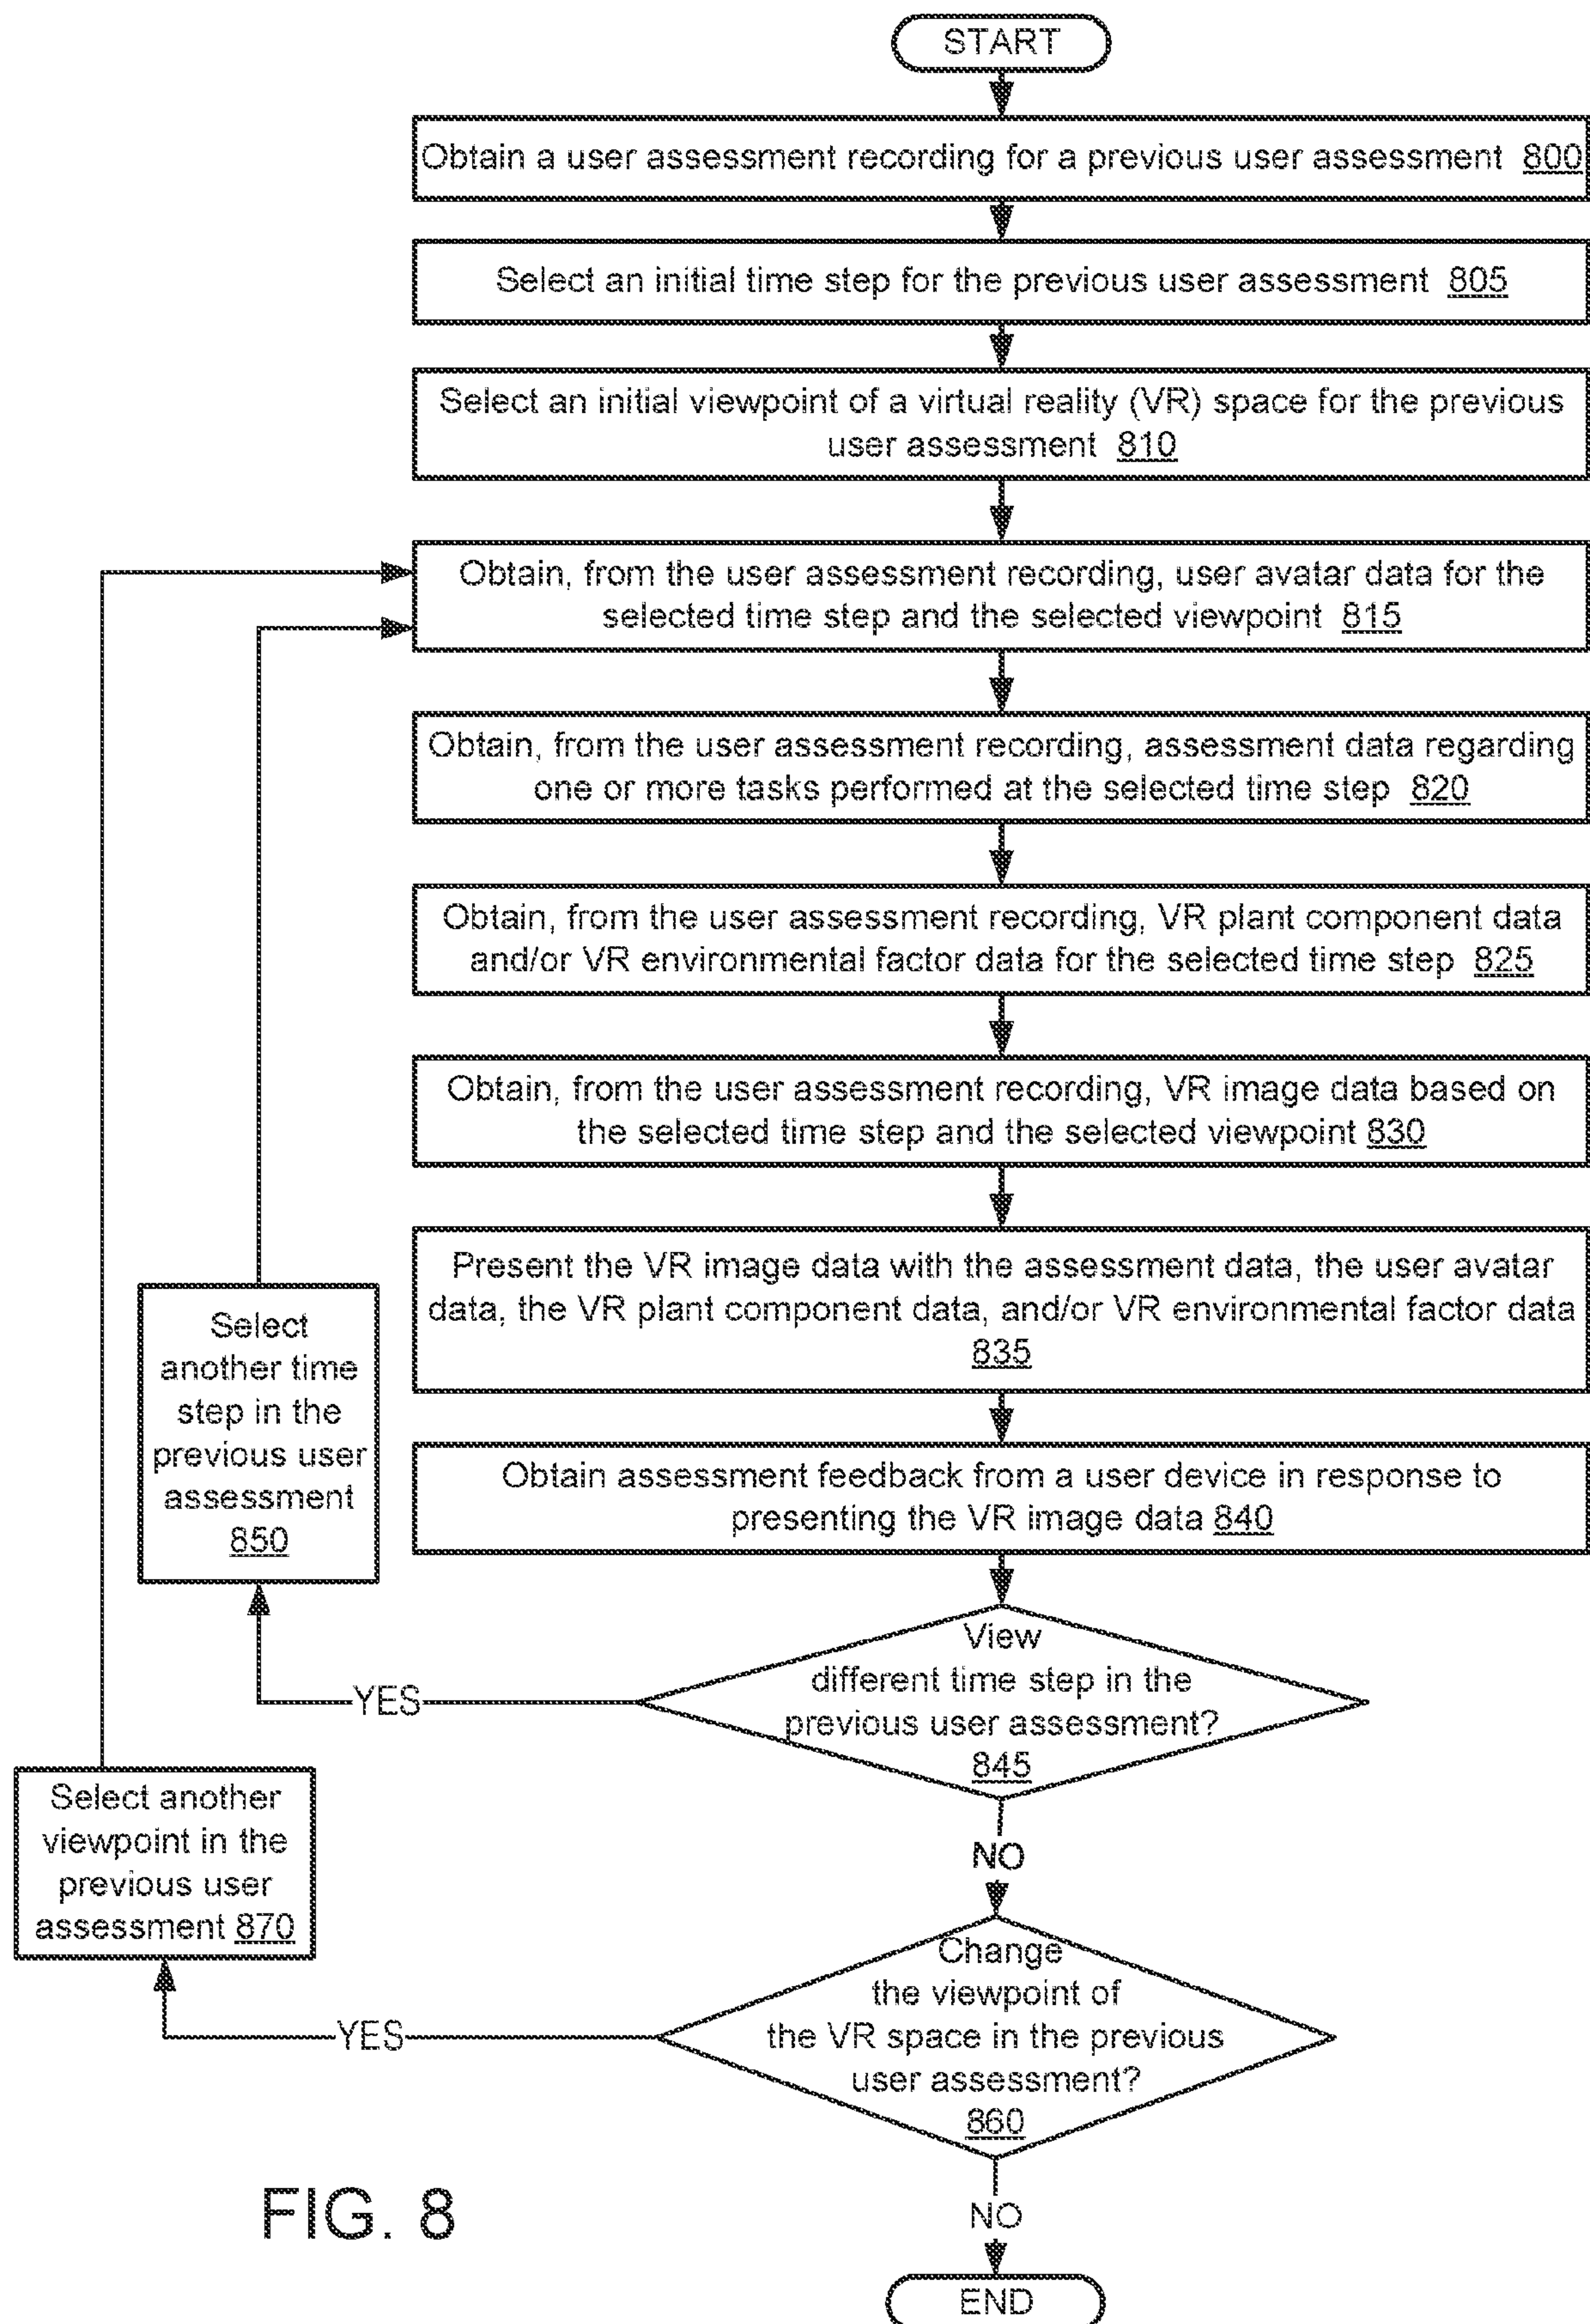 START
Obtain a user assessment recording for a previous user assessment 800
Select an initial time step for the previous user assessment 805
Select an initial viewpoint of a virtual reality (VR) space for the previous
user assessment 810
Obtain, from the user assessment recording, user avatar data for the
selected time step and the selected viewpoint 815
Obtain, from the user assessment recording, assessment data regarding
one or more tasks performed at the selected time step 820
Obtain, from the user assessment recording, VR plant component data
and/or VR environmental factor data for the selected time step 825
Obtain, from the user assessment recording, VR image data based on
the selected time step and the selected viewpoint 830
Present the VR image data with the assessment data, the user avatar
data, the VR plant component data, and/or VR environmental factor data
835
Select
another time
step in the
previous user
assessment
850
Obtain assessment feedback from a user device in response to
presenting the VR image data 840
View
different time step in the
previous user assessment?
845
YES
NO
Select another
viewpoint in the
previous user
assessment 870
Change
the viewpoint of
the VR space in the previous
user assessment?
860
YES
NO
END
FIG. 8